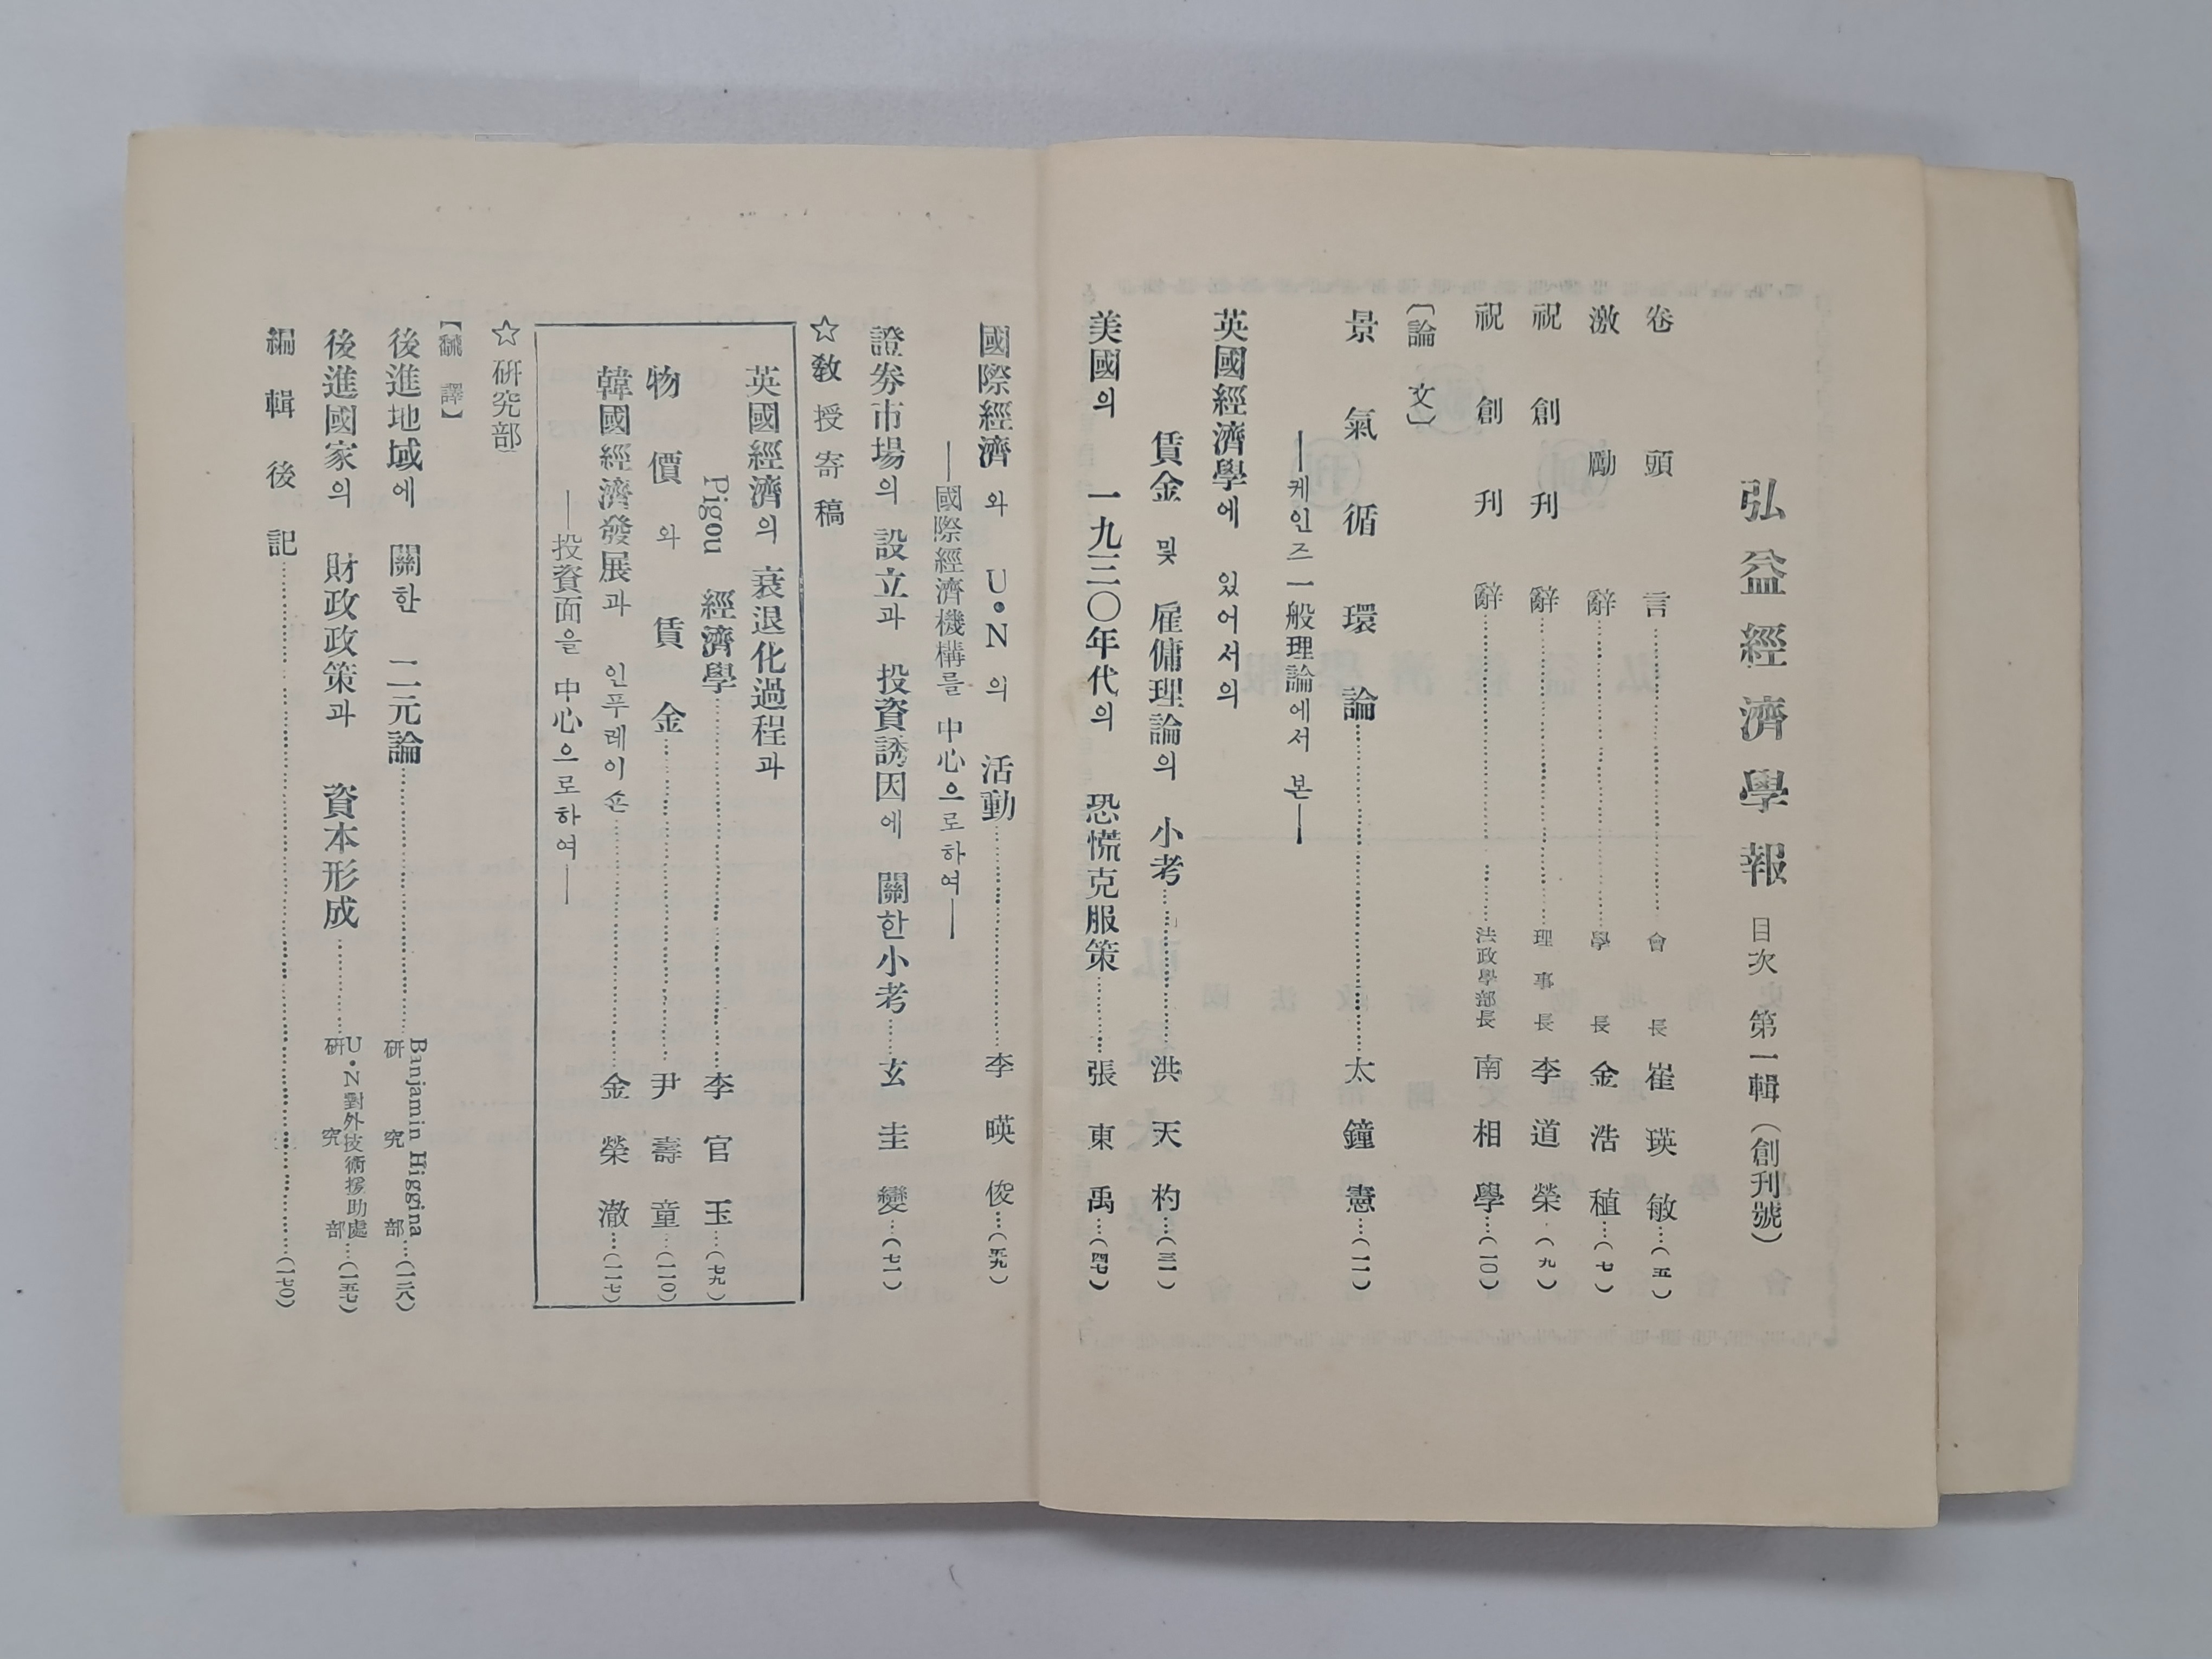 弘益經濟學報 目次 第一輯 (創刊號)
卷頭言 會長 崔瑛敏 (五)
激勵辭 學長 金浩稙 (七)
祝創刊辭 理事長 李道榮 (九)
祝創刊辭 法政學部長 南相學 (一〇)
〔論文〕
景氣循環論 太鐘憲 (一一)
―케인즈 一般理論에서 본―
英國經濟學에 있어서의
賃金 및 雇傭理論의 小考 洪天杓 (三一)
美國의 一九三〇年代의 恐慌克服策 張東禹 (四七)
國際經濟와 U•N의 活動 李暎俊 (五九)
―國際經濟機構를 中心으로하여―
證券市場의 設立과 投資誘因에 關한小考 玄圭變 (七一)
☆敎授寄稿
英國經濟의 衰退化過程과
Pigou 經濟學 李官玉 (七九)
物價와 賃金 尹壽童 (一一〇)
韓國經濟發展과 인푸레이숀 金榮澈 (一一七)
―投資面을 中心으로하여―
☆硏究部
【飜譯】
後進地域에 關한 二元論 Banjamin Higgina 硏究部 (一二八)
後進國家의 財政政策과 資本形成 U•N對外技術援助處 硏究部 (一五七)
編輯後記 (一七〇)